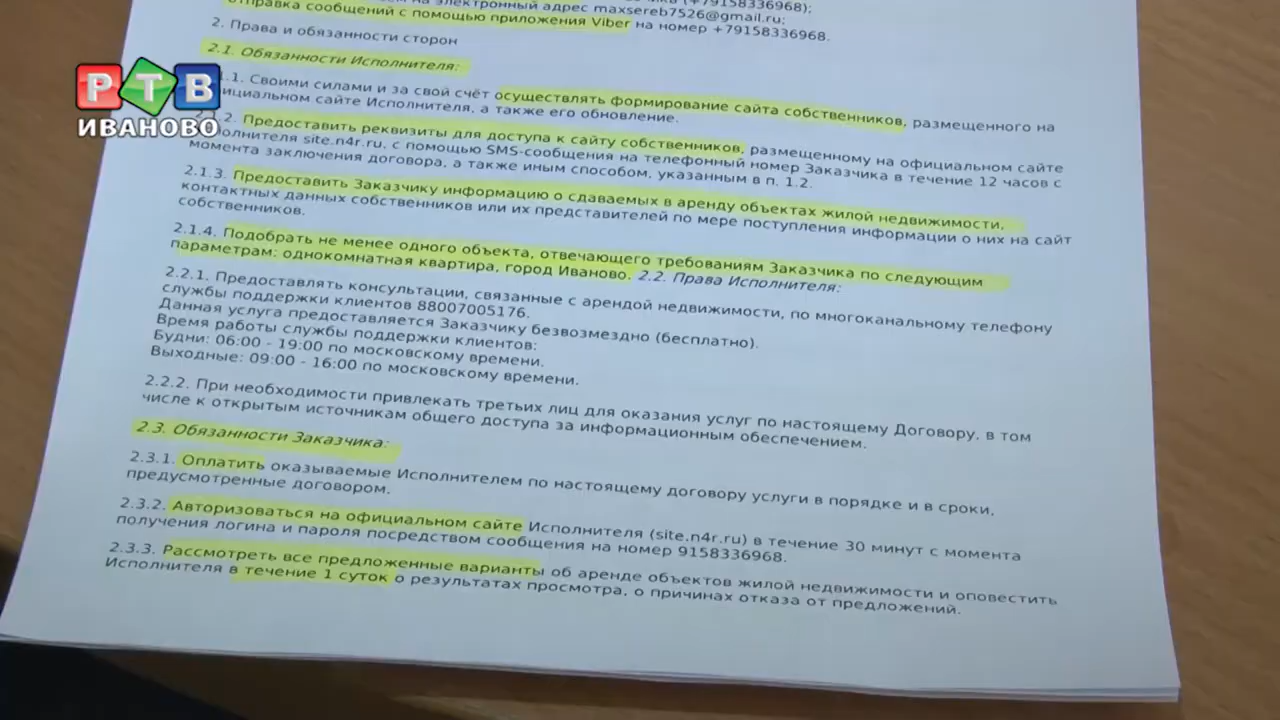 электронный адрес maxsereb7526@gmail.ru;
отправка сообщений с помощью приложения Viber на номер +79158336968.
2. Права и обязанности сторон
2.1. Обязанности Исполнителя:
РТВ
ИВАНОВО
1.1. Своими силами и за свой счёт осуществлять формирование сайта собственников, размещенного на
сайте Исполнителя, а также его обновление.
Предоставить реквизиты для доступа к сайту собственников, размещенному на официальном сайте
site.n4r.ru, с помощью SMS-сообщения на телефонный номер Заказчика в течение 12 часов с
момента заключения договора, а также иным способом, указанным в п. 1.2.
2.1.3. Предоставить Заказчику информацию о сдаваемых в аренду объектах жилой недвижимости,
контактных данных собственников или их представителей по мере поступления информации о них на сайт
собственников.
2.1.4. Подобрать не менее одного объекта, отвечающего требованиям Заказчика по следующим
параметрам: однокомнатная квартира, город Иваново. 2.2. Права Исполнителя:
2.2.1. Предоставлять консультации, связанные с арендой недвижимости, по многоканальному телефону
службы поддержки клиентов 88007005176.
Данная услуга предоставляется Заказчику безвозмездно (бесплатно).
Время работы службы поддержки клиентов:
Будни: 06:00 - 19:00 по московскому времени.
Выходные: 09:00 - 16:00 по московскому времени.
2.2.2. При необходимости привлекать третьих лиц для оказания услуг по настоящему Договору, в том
числе к открытым источникам общего доступа за информационным обеспечением.
2.3. Обязанности Заказчика:
2.3.1. Оплатить оказываемые Исполнителем по настоящему договору услуги в порядке и в сроки,
предусмотренные договором.
2.3.2. Авторизоваться на официальном сайте Исполнителя (site.n4r.ru) в течение 30 минут с момента
получения логина и пароля посредством сообщения на номер 9158336968.
2.3.3. Рассмотреть все предложенные варианты об аренде объектов жилой недвижимости и оповестить
Исполнителя в течение 1 суток о результатах просмотра, о причинах отказа от предложений.